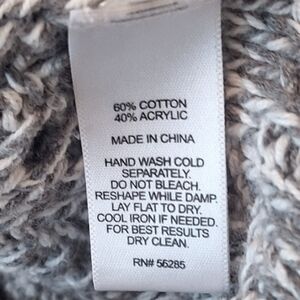 60% COTTON
40% ACRYLIC
MADE IN CHINA
HAND WASH COLD
SEPARATELY.
DO NOT BLEACH.
RESHAPE WHILE DAMP.
LAY FLAT TO DRY.
COOL IRON IF NEEDED.
FOR BEST RESULTS
DRY CLEAN.
RN# 56285